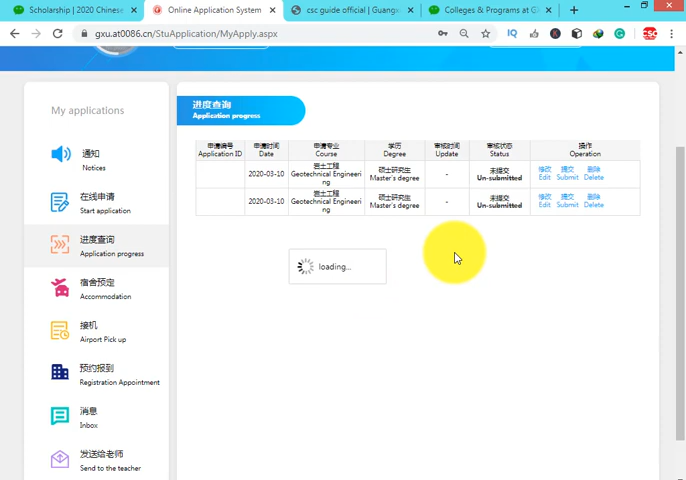 Scholarship | 2020 Chinese
Online Application System
csc guide official | Guangx
Colleges & Programs at G
gxu.at0086.cn/StuApplication/MyApply.aspx
IQ
CSC
My applications
通知
Notices
在线申请
Start application
进度查询
Application progress
宿舍预定
Accommodation
接机
Airport Pick up
预约报到
Registration Appointment
消息
Inbox
发送给老师
Send to the teacher
进度查询
Application progress
申请编号 申请时间 申请专业 学历 审核时间 审核状态 操作
Application ID Date Course Degree Update Status Operation
岩土工程 硕士研究生 未提交 修改 提交 删除
2020-03-10 Geotechnical Engineeri Master's degree - Un-submitted Edit Submit Delete
ng
岩土工程 硕士研究生 未提交 修改 提交 删除
2020-03-10 Geotechnical Engineeri Master's degree - Un-submitted Edit Submit Delete
ng
loading...